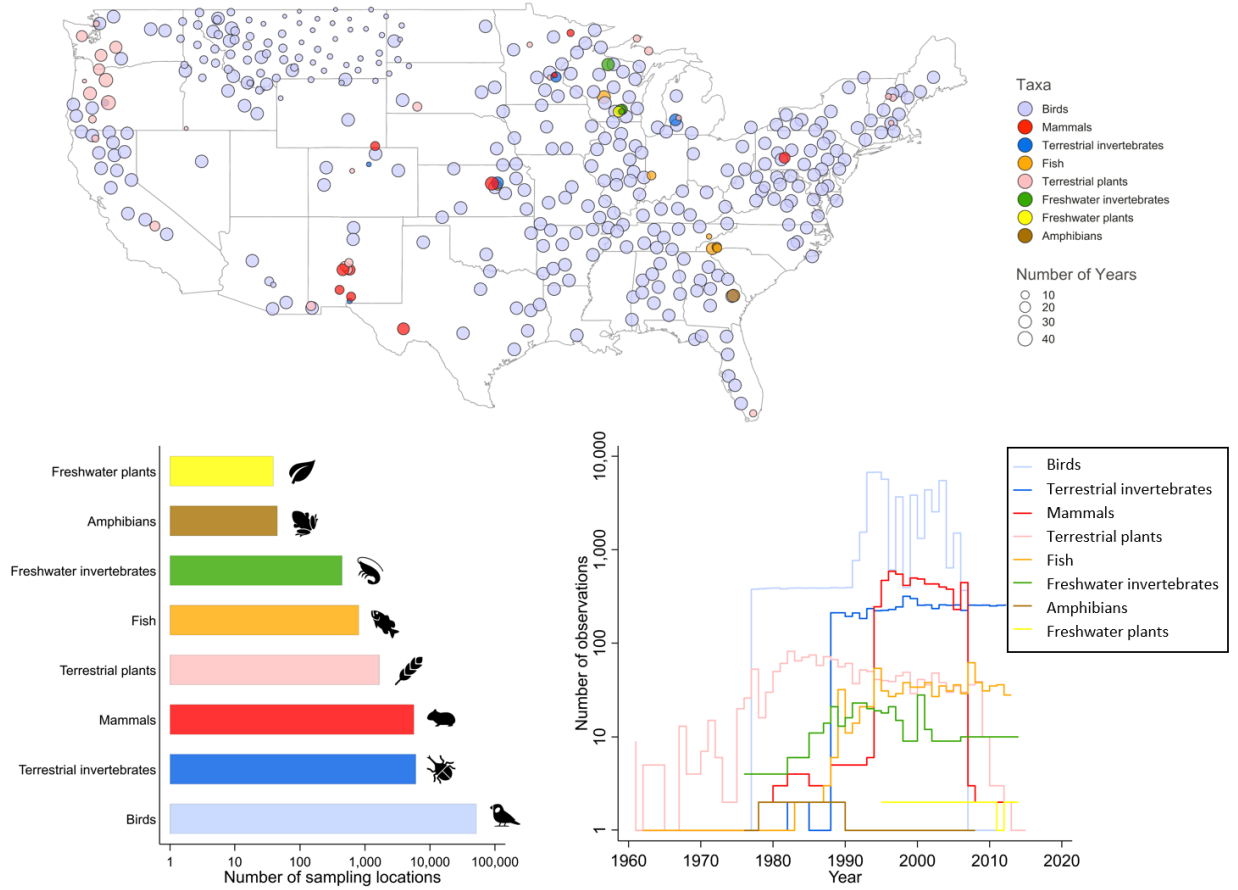 Taxa
Birds
Mammals
Terrestrial invertebrates
Fish
Terrestrial plants
Freshwater invertebrates
Freshwater plants
Amphibians
Number of Years
10
20
30
40
Freshwater plants
Amphibians
Freshwater invertebrates
Fish
Terrestrial plants
Mammals
Terrestrial invertebrates
Birds
1 10 100 1,000 10,000 100,000
Number of sampling locations
Number of observations
10,000
1,000
100
10
1
1960 1970 1980 1990 2000 2010 2020
Year
Birds
Terrestrial invertebrates
Mammals
Terrestrial plants
Fish
Freshwater invertebrates
Amphibians
Freshwater plants